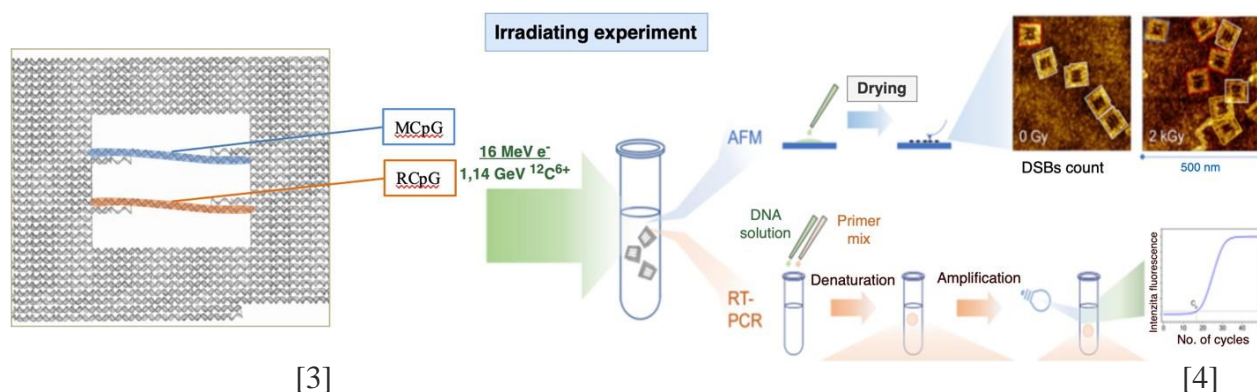 Irradiating experiment
MCpG
RCpG
16 MeV e-
1,14 GeV ¹²C⁶⁺
AFM
Drying
0 Gy
2 kGy
DSBs count
500 nm
DNA
solution
Primer
mix
RT-
PCR
Denaturation
Amplification
Intenzita fluorescence
No. of cycles
[3]
[4]